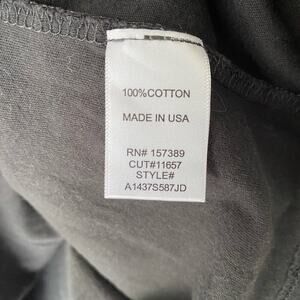 100%COTTON
MADE IN USA
RN# 157389
CUT#11657
STYLE#
A1437S587JD